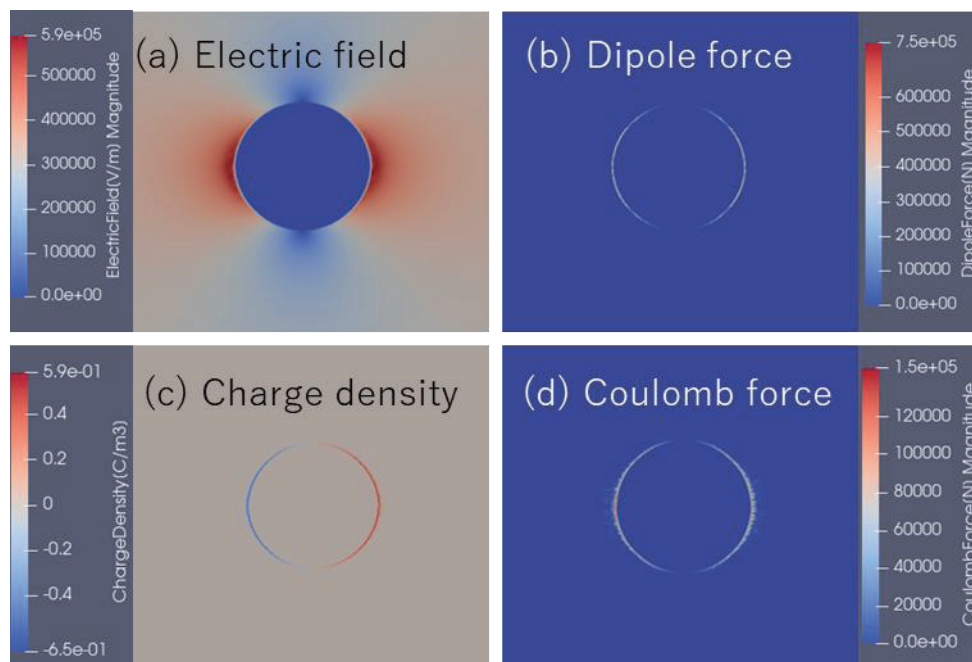 (a) Electric field
5.9e+05
500000
400000
300000
200000
100000
0.0e+00
ElectricField(V/m) Magnitude
(b) Dipole force
7.5e+05
600000
500000
400000
300000
200000
100000
0.0e+00
DipoleForce(N) Magnitude
(c) Charge density
5.9e-01
0.4
0.2
0
-0.2
-0.4
-6.5e-01
ChargeDensity(C/m3)
(d) Coulomb force
1.5e+05
120000
100000
80000
60000
40000
20000
0.0e+00
CoulombForce(N) Magnitude